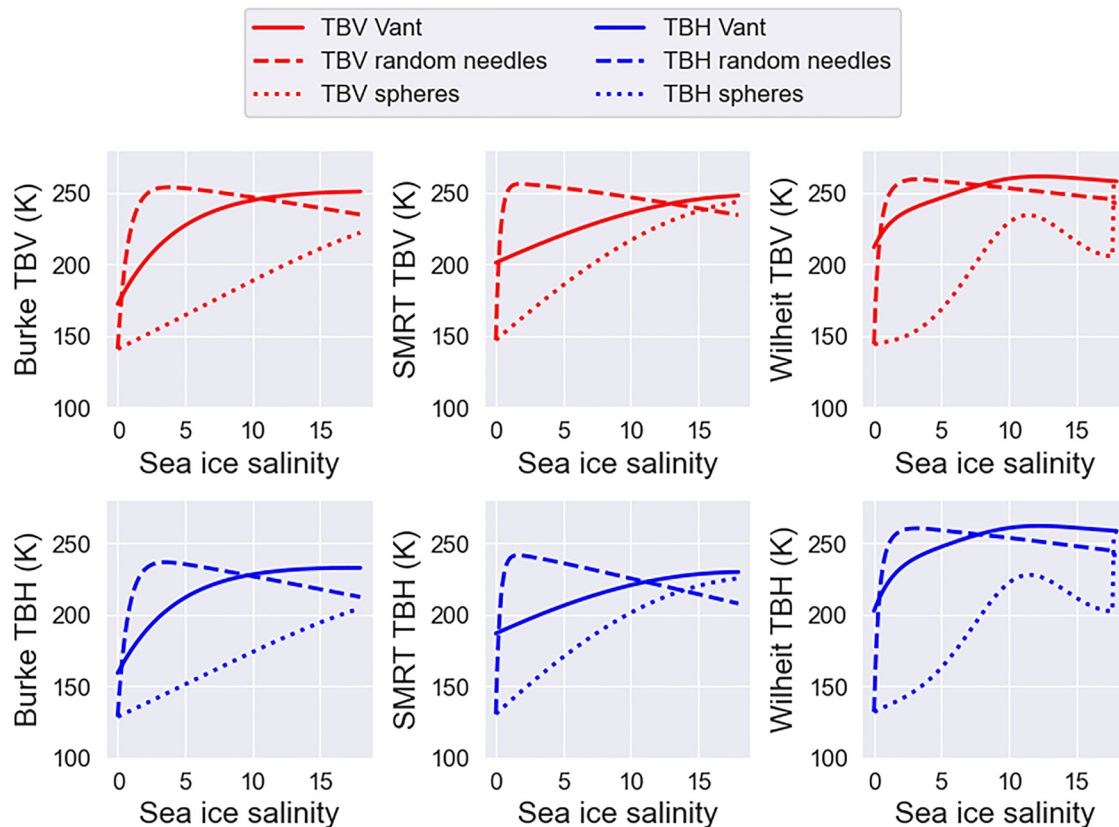 TBV Vant TBH Vant
TBV random needles TBH random needles
TBV spheres TBH spheres
Burke TBV (K)
250
200
150
100
0 5 10 15
Sea ice salinity
SMRT TBV (K)
250
200
150
100
0 5 10 15
Sea ice salinity
Wilheit TBV (K)
250
200
150
100
0 5 10 15
Sea ice salinity
Burke TBH (K)
250
200
150
100
0 5 10 15
Sea ice salinity
SMRT TBH (K)
250
200
150
100
0 5 10 15
Sea ice salinity
Wilheit TBH (K)
250
200
150
100
0 5 10 15
Sea ice salinity